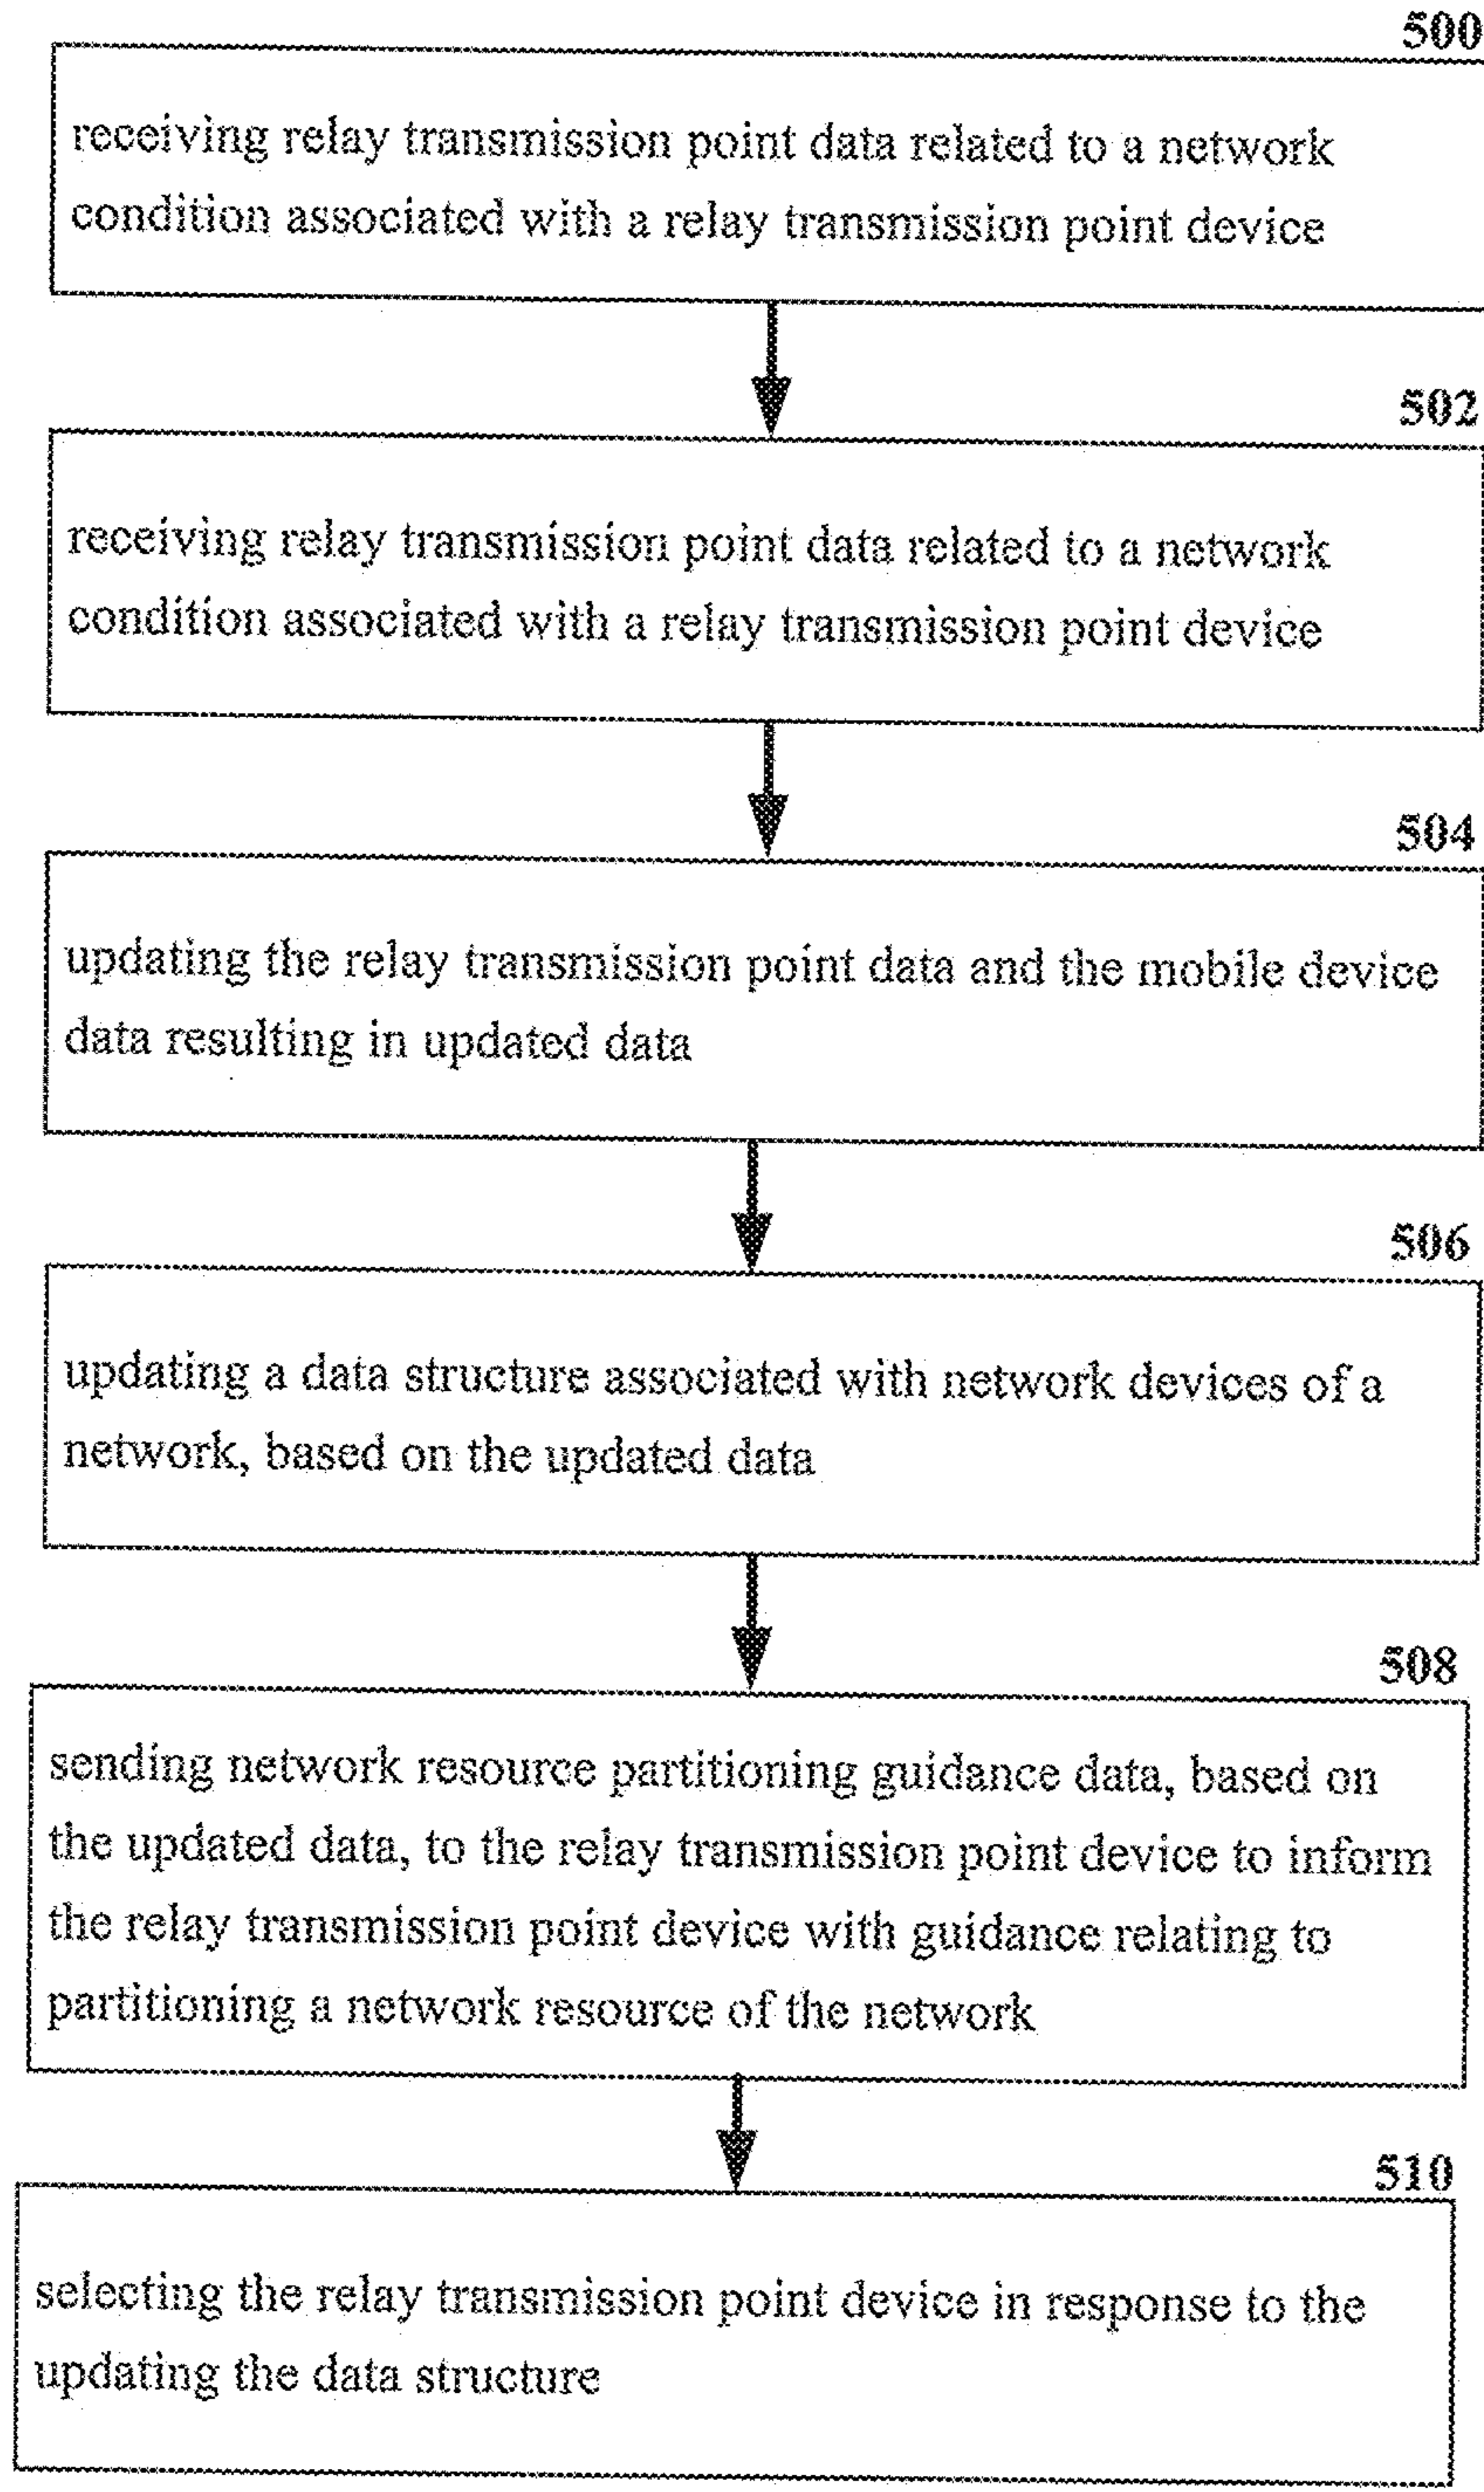 500
receiving relay transmission point data related to a network
condition associated with a relay transmission point device
502
receiving relay transmission point data related to a network
condition associated with a relay transmission point device
504
updating the relay transmission point data and the mobile device
data resulting in updated data
506
updating a data structure associated with network devices of a
network, based on the updated data
508
sending network resource partitioning guidance data, based on
the updated data, to the relay transmission point device to inform
the relay transmission point device with guidance relating to
partitioning a network resource of the network
510
selecting the relay transmission point device in response to the
updating the data structure